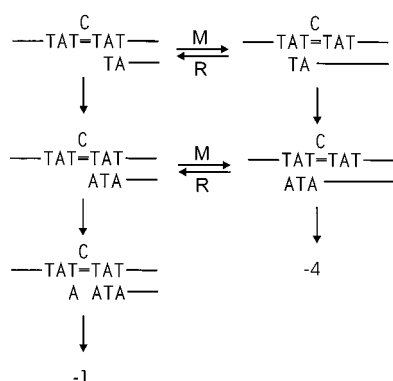 C C
TAT=TAT M TAT=TAT
TA R TA
C C
TAT=TAT M TAT=TAT
ATA R ATA
C
TAT=TAT -4
A ATA
-1